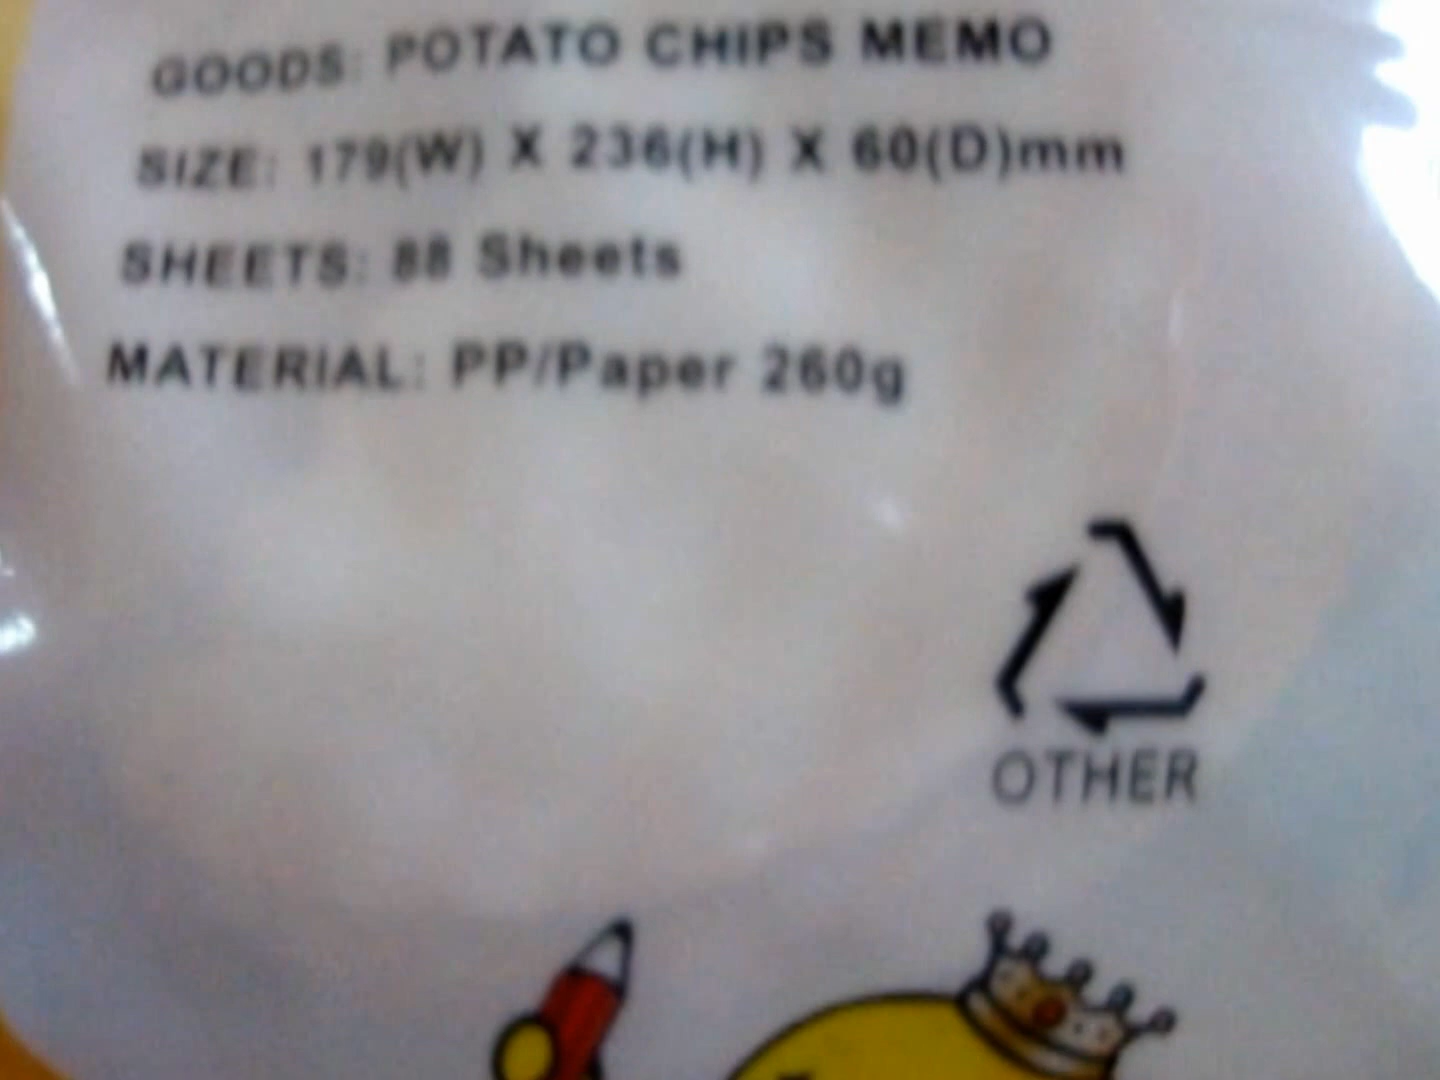 GOODS: POTATO CHIPS MEMO
SIZE: 179(W) X 236(H) X 60(D)mm
SHEETS: 88 Sheets
MATERIAL: PP/Paper 260g
OTHER